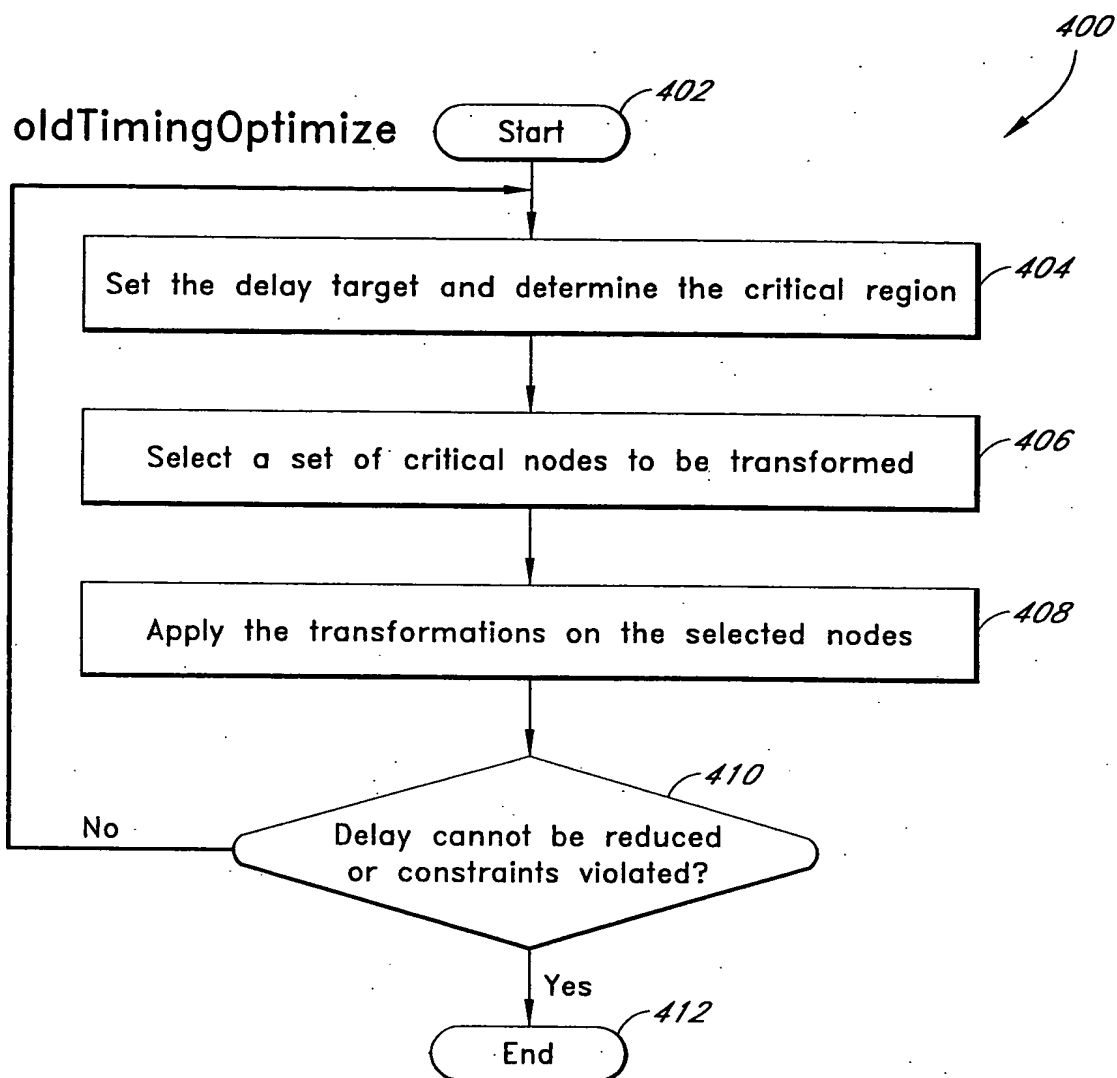 400
402
oldTimingOptimize
Start
Set the delay target and determine the critical region
404
Select a set of critical nodes to be transformed
406
Apply the transformations on the selected nodes
408
410
Delay cannot be reduced
or constraints violated?
No
Yes
412
End